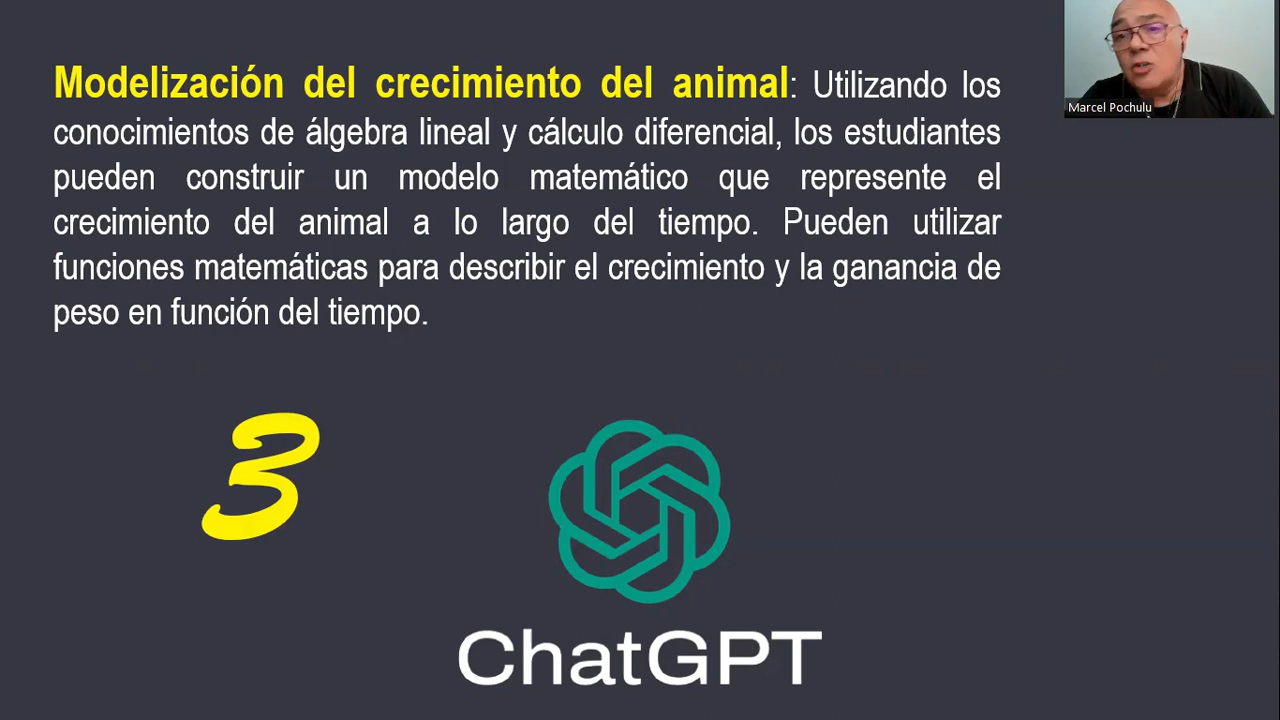 Modelización del crecimiento del animal: Utilizando los
conocimientos de álgebra lineal y cálculo diferencial, los estudiantes
pueden construir un modelo matemático que represente el
crecimiento del animal a lo largo del tiempo. Pueden utilizar
funciones matemáticas para describir el crecimiento y la ganancia de
peso en función del tiempo.
Marcel Pochulu
3
ChatGPT